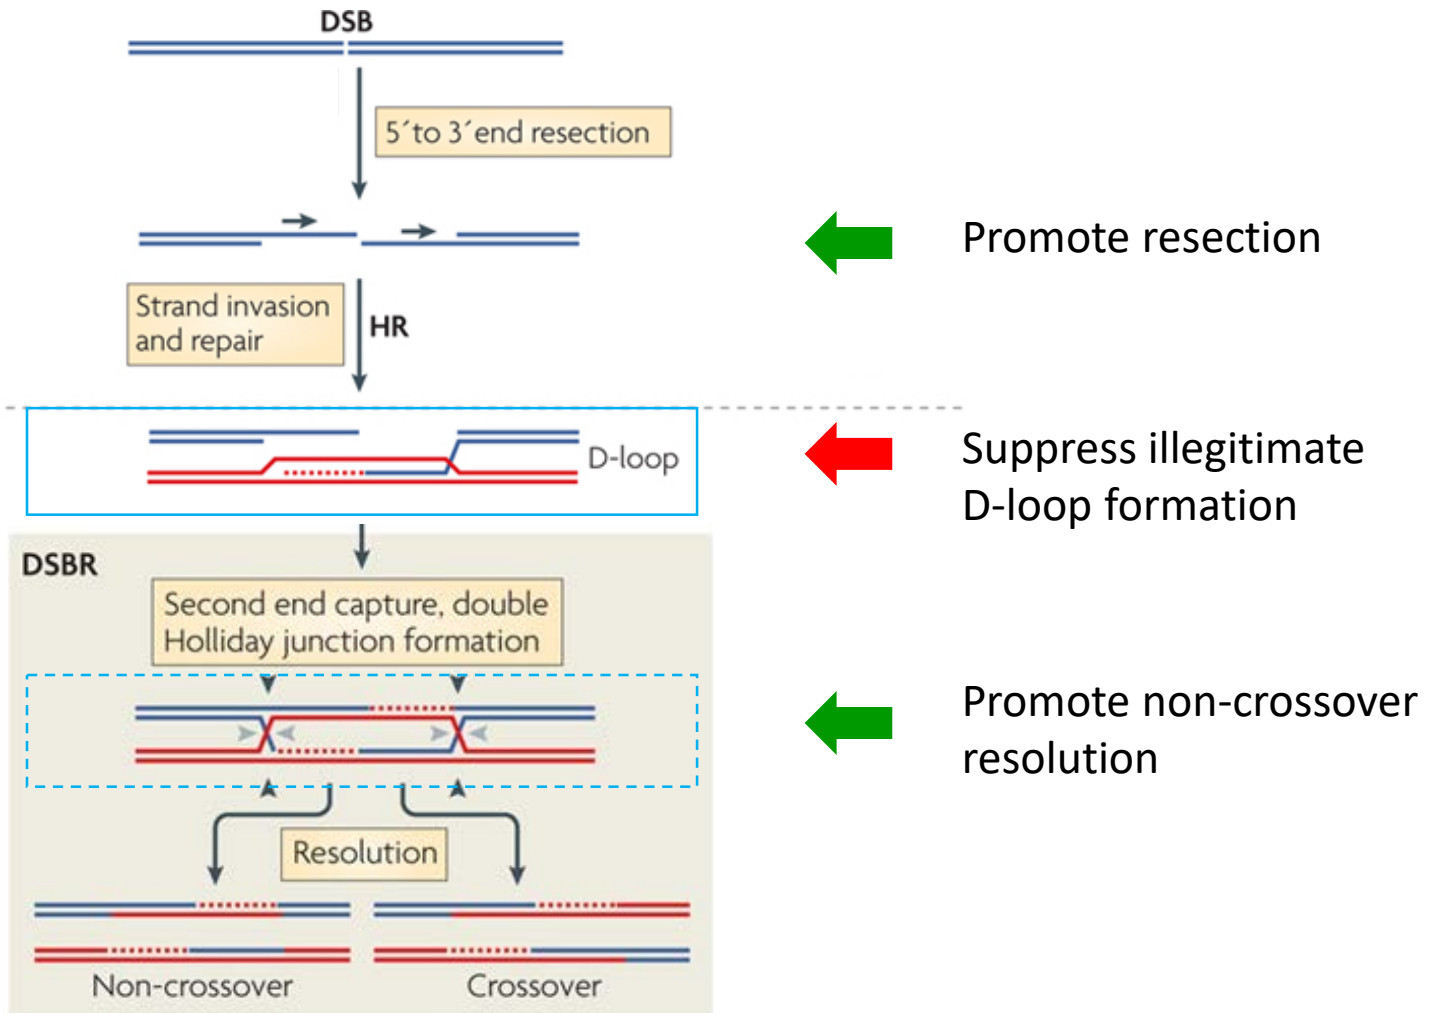 DSB
5´to 3´end resection
Promote resection
Strand invasion
and repair
HR
D-loop
Suppress illegitimate
D-loop formation
DSBR
Second end capture, double
Holliday junction formation
Promote non-crossover
resolution
Resolution
Non-crossover
Crossover